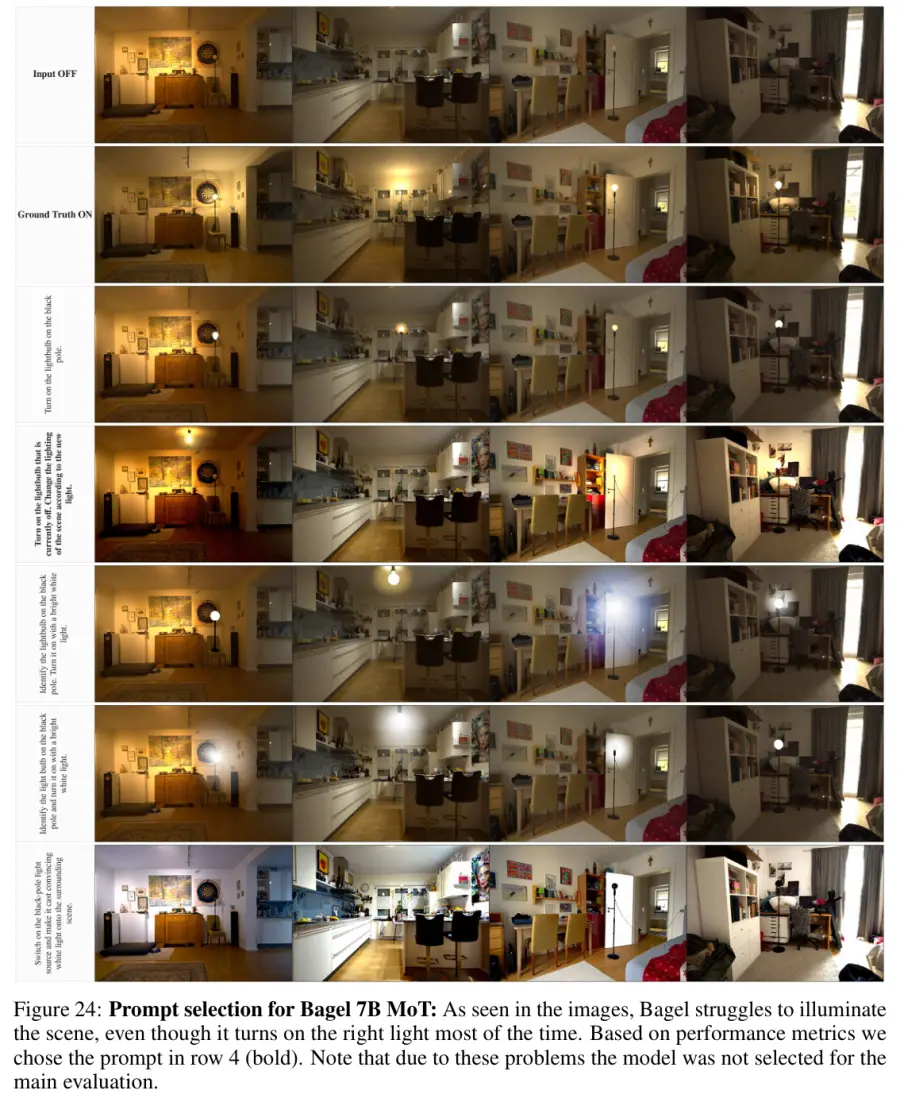 Input OFF
Ground Truth ON
Turn on the lightbulb on the black
pole.
Turn on the lightbulb that is
currently off. Change the lighting
of the scene according to the new
light.
Identify the lightbulb on the black
pole. Turn it on with a bright white
light.
Identify the light bulb on the black
pole and turn it on with a bright
white light.
Switch on the black-pole light
source and make it cast convincing
white light onto the surrounding
scene.
Figure 24: Prompt selection for Bagel 7B MoT: As seen in the images, Bagel struggles to illuminate
the scene, even though it turns on the right light most of the time. Based on performance metrics we
chose the prompt in row 4 (bold). Note that due to these problems the model was not selected for the
main evaluation.